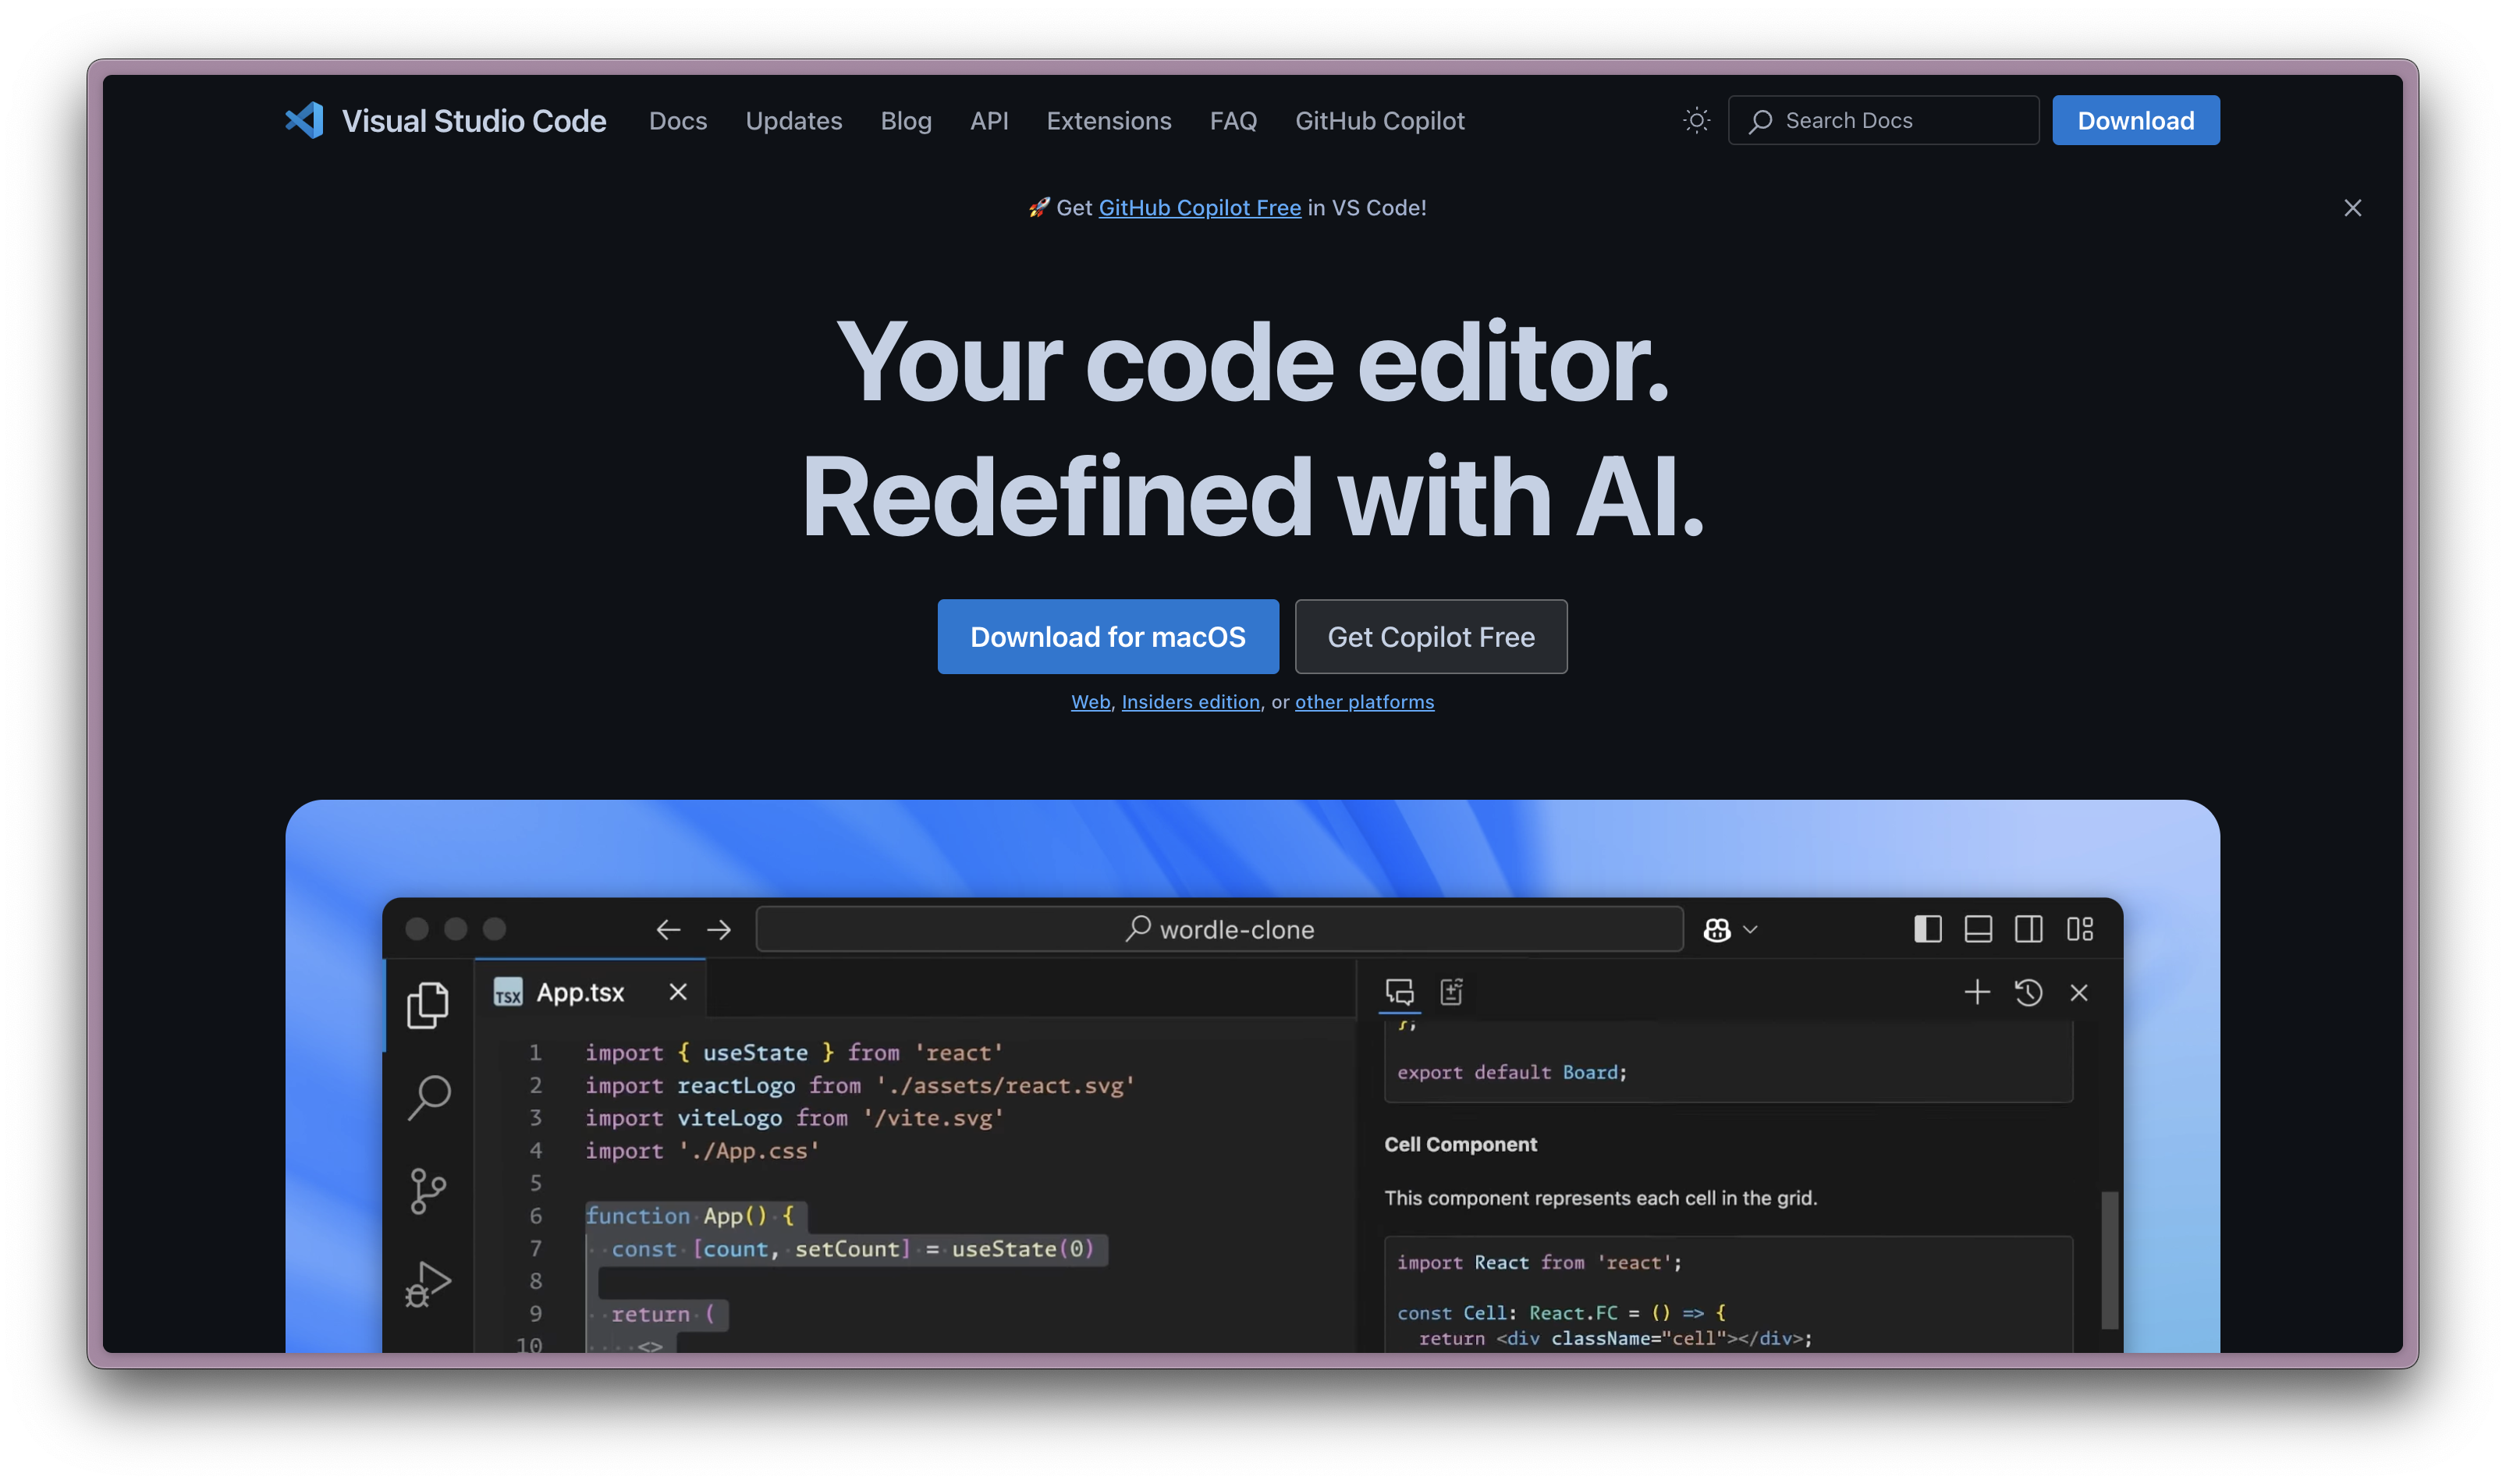 Visual Studio Code Docs Updates Blog API Extensions FAQ GitHub Copilot Search Docs Download
🚀 Get GitHub Copilot Free in VS Code!
Your code editor.
Redefined with AI.
Download for macOS Get Copilot Free
Web, Insiders edition, or other platforms
wordle-clone
TSX App.tsx
1 import { useState } from 'react'
2 import reactLogo from './assets/react.svg'
3 import viteLogo from '/vite.svg'
4 import './App.css'
5
6 function App() {
7 const [count, setCount] = useState(0)
8
9 return (
10 <>
};
export default Board;
Cell Component
This component represents each cell in the grid.
import React from 'react';
const Cell: React.FC = () => {
return <div className="cell"></div>;